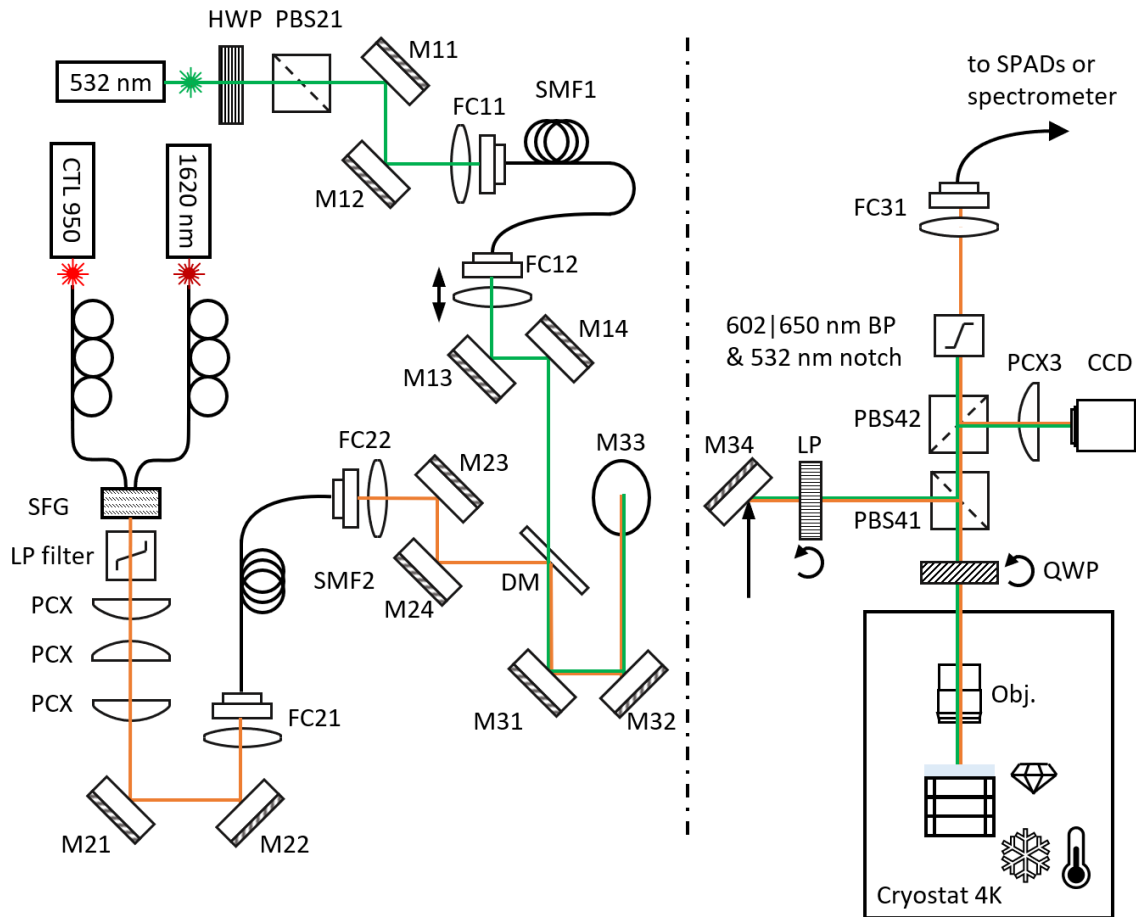 HWP PBS21
M11
532 nm
FC11
SMF1
to SPADs or
spectrometer
CTL 950
1620 nm
M12
FC31
FC12
M14
602|650 nm BP
& 532 nm notch
PCX3
CCD
M13
PBS42
M33
M34
LP
FC22
M23
SFG
PBS41
LP filter
SMF2
DM
QWP
M24
PCX
PCX
PCX
FC21
Obj.
M31
M32
M21
M22
Cryostat 4K